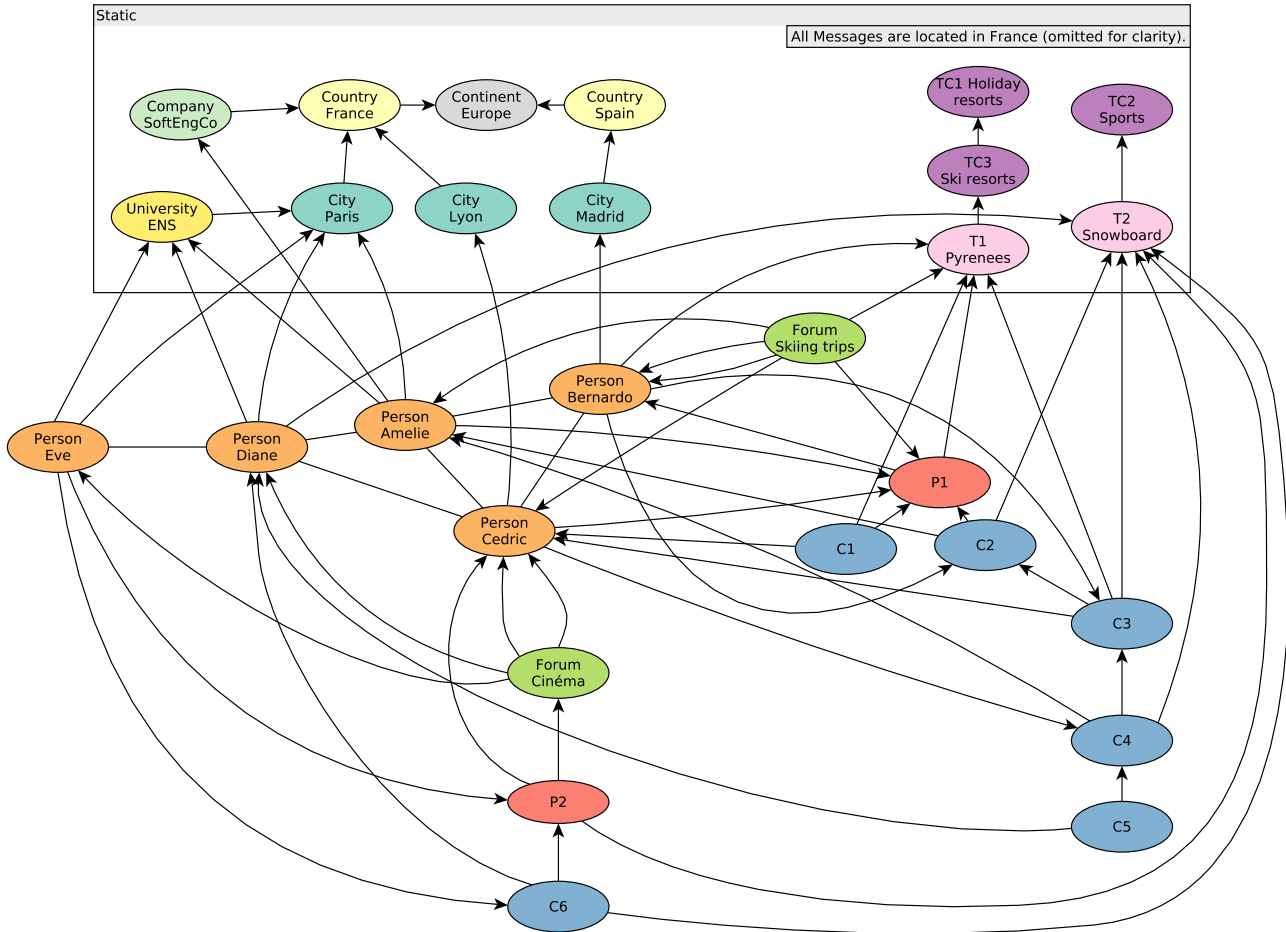 Static
All Messages are located in France (omitted for clarity).
Company
SoftEngCo
Country
France
Continent
Europe
Country
Spain
TC1 Holiday
resorts
TC2
Sports
TC3
Ski resorts
University
ENS
City
Paris
City
Lyon
City
Madrid
T1
Pyrenees
T2
Snowboard
Forum
Skiing trips
Person
Bernardo
Person
Amelie
Person
Eve
Person
Diane
P1
Person
Cedric
C1
C2
C3
Forum
Cinéma
C4
P2
C5
C6